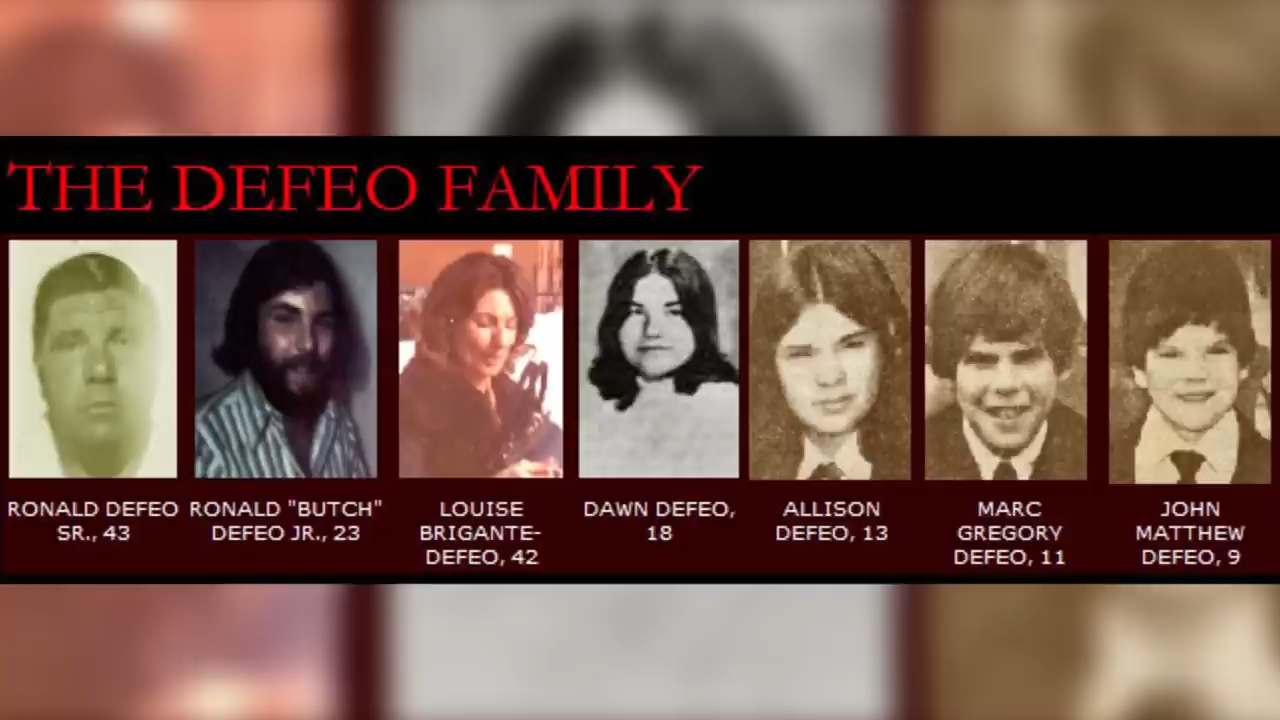 THE DEFEO FAMILY
RONALD DEFEO
SR., 43
RONALD "BUTCH"
DEFEO JR., 23
LOUISE
BRIGANTE-
DEFEO, 42
DAWN DEFEO,
18
ALLISON
DEFEO, 13
MARC
GREGORY
DEFEO, 11
JOHN
MATTHEW
DEFEO, 9